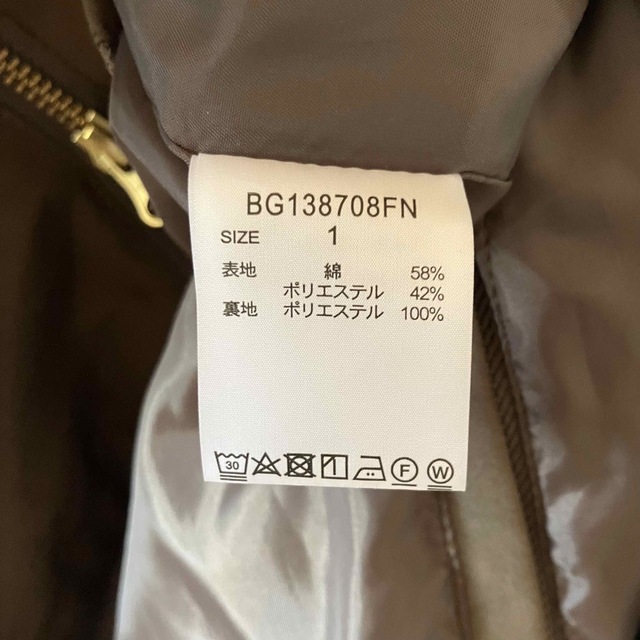 BG138708FN
SIZE 1
表地 綿 58%
ポリエステル 42%
裏地 ポリエステル 100%
30 F W